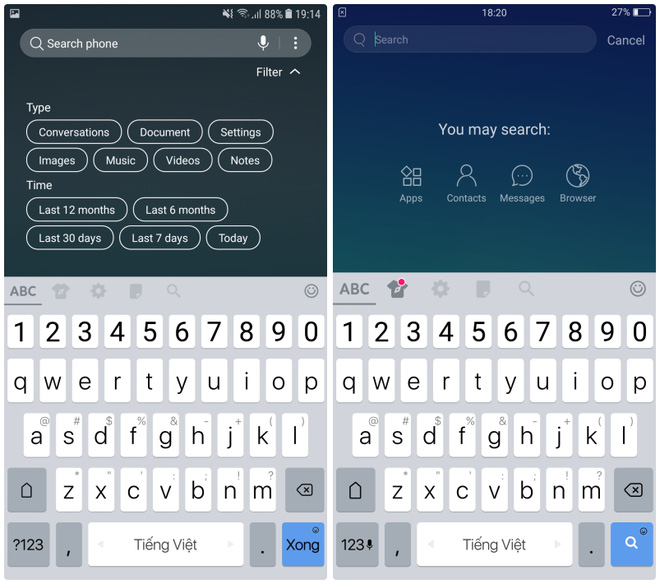 88% 19:14
Search phone
Filter
Type
Conversations Document Settings
Images Music Videos Notes
Time
Last 12 months Last 6 months
Last 30 days Last 7 days Today
ABC
1 2 3 4 5 6 7 8 9 0
q w e r t y u i o p
@ # $ % & - + ( )
a s d f g h j k l
* " ' : ; ! ?
z x c v b n m
?123 , Tiếng Việt . Xong
18:20 27%
Search Cancel
You may search:
Apps Contacts Messages Browser
ABC
1 2 3 4 5 6 7 8 9 0
q w e r t y u i o p
@ # $ % & - + ( )
a s d f g h j k l
* " ' : ; ! ?
z x c v b n m
123 , Tiếng Việt .